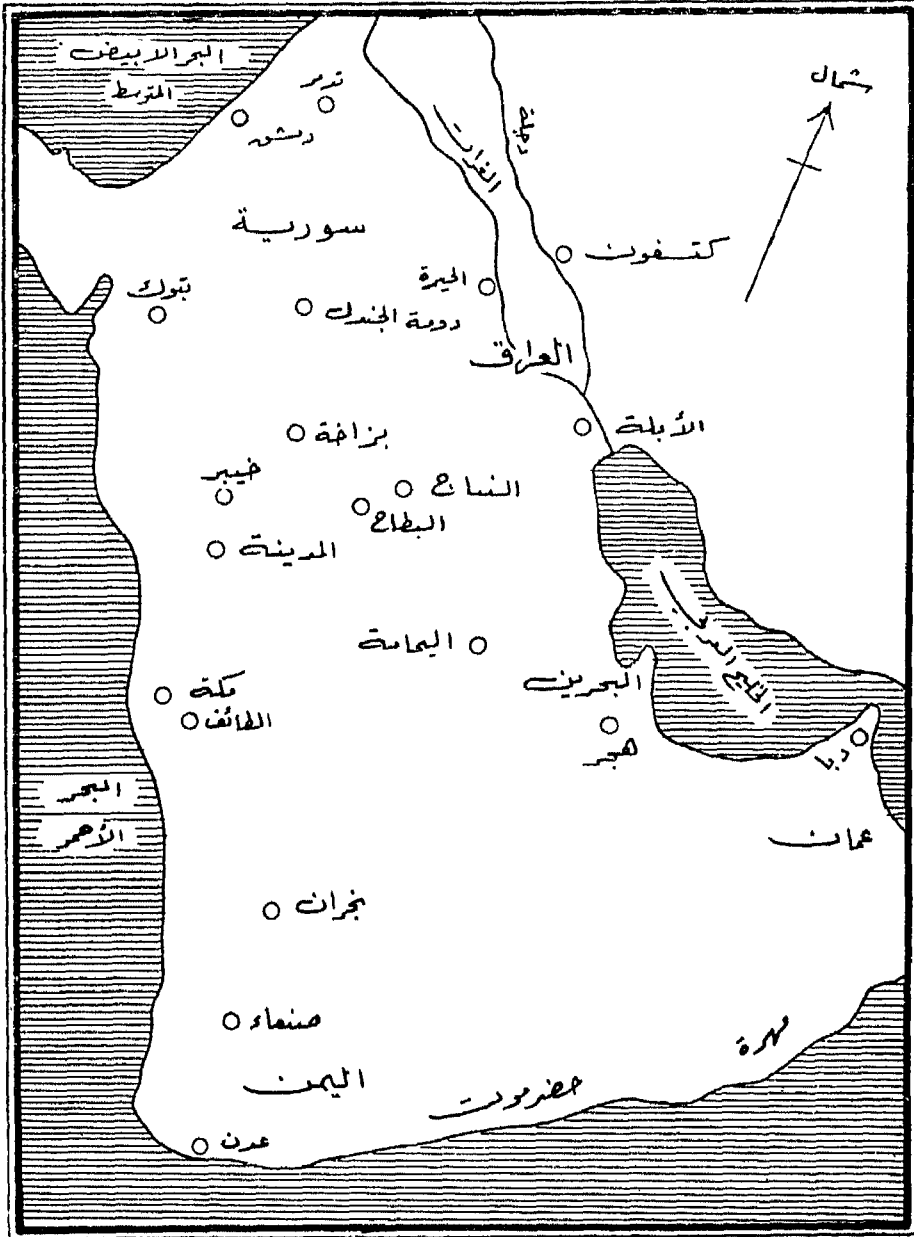 البحر الابيض
المتوسط
تدمر
دمشق
شمال
دجلة
الفرات
سورية
كتسفون
الحيرة
تبوك
دومة الجندل
العراق
الأبلة
بزاخة
خيبر
النباج
البطاح
المدينة
اليمامة
الخليج العربي
مكة
الطائف
البحرين
هجر
دبا
عمان
البحر
الأحمر
نجران
صنعاء
مهرة
اليمن
حضرموت
عدن